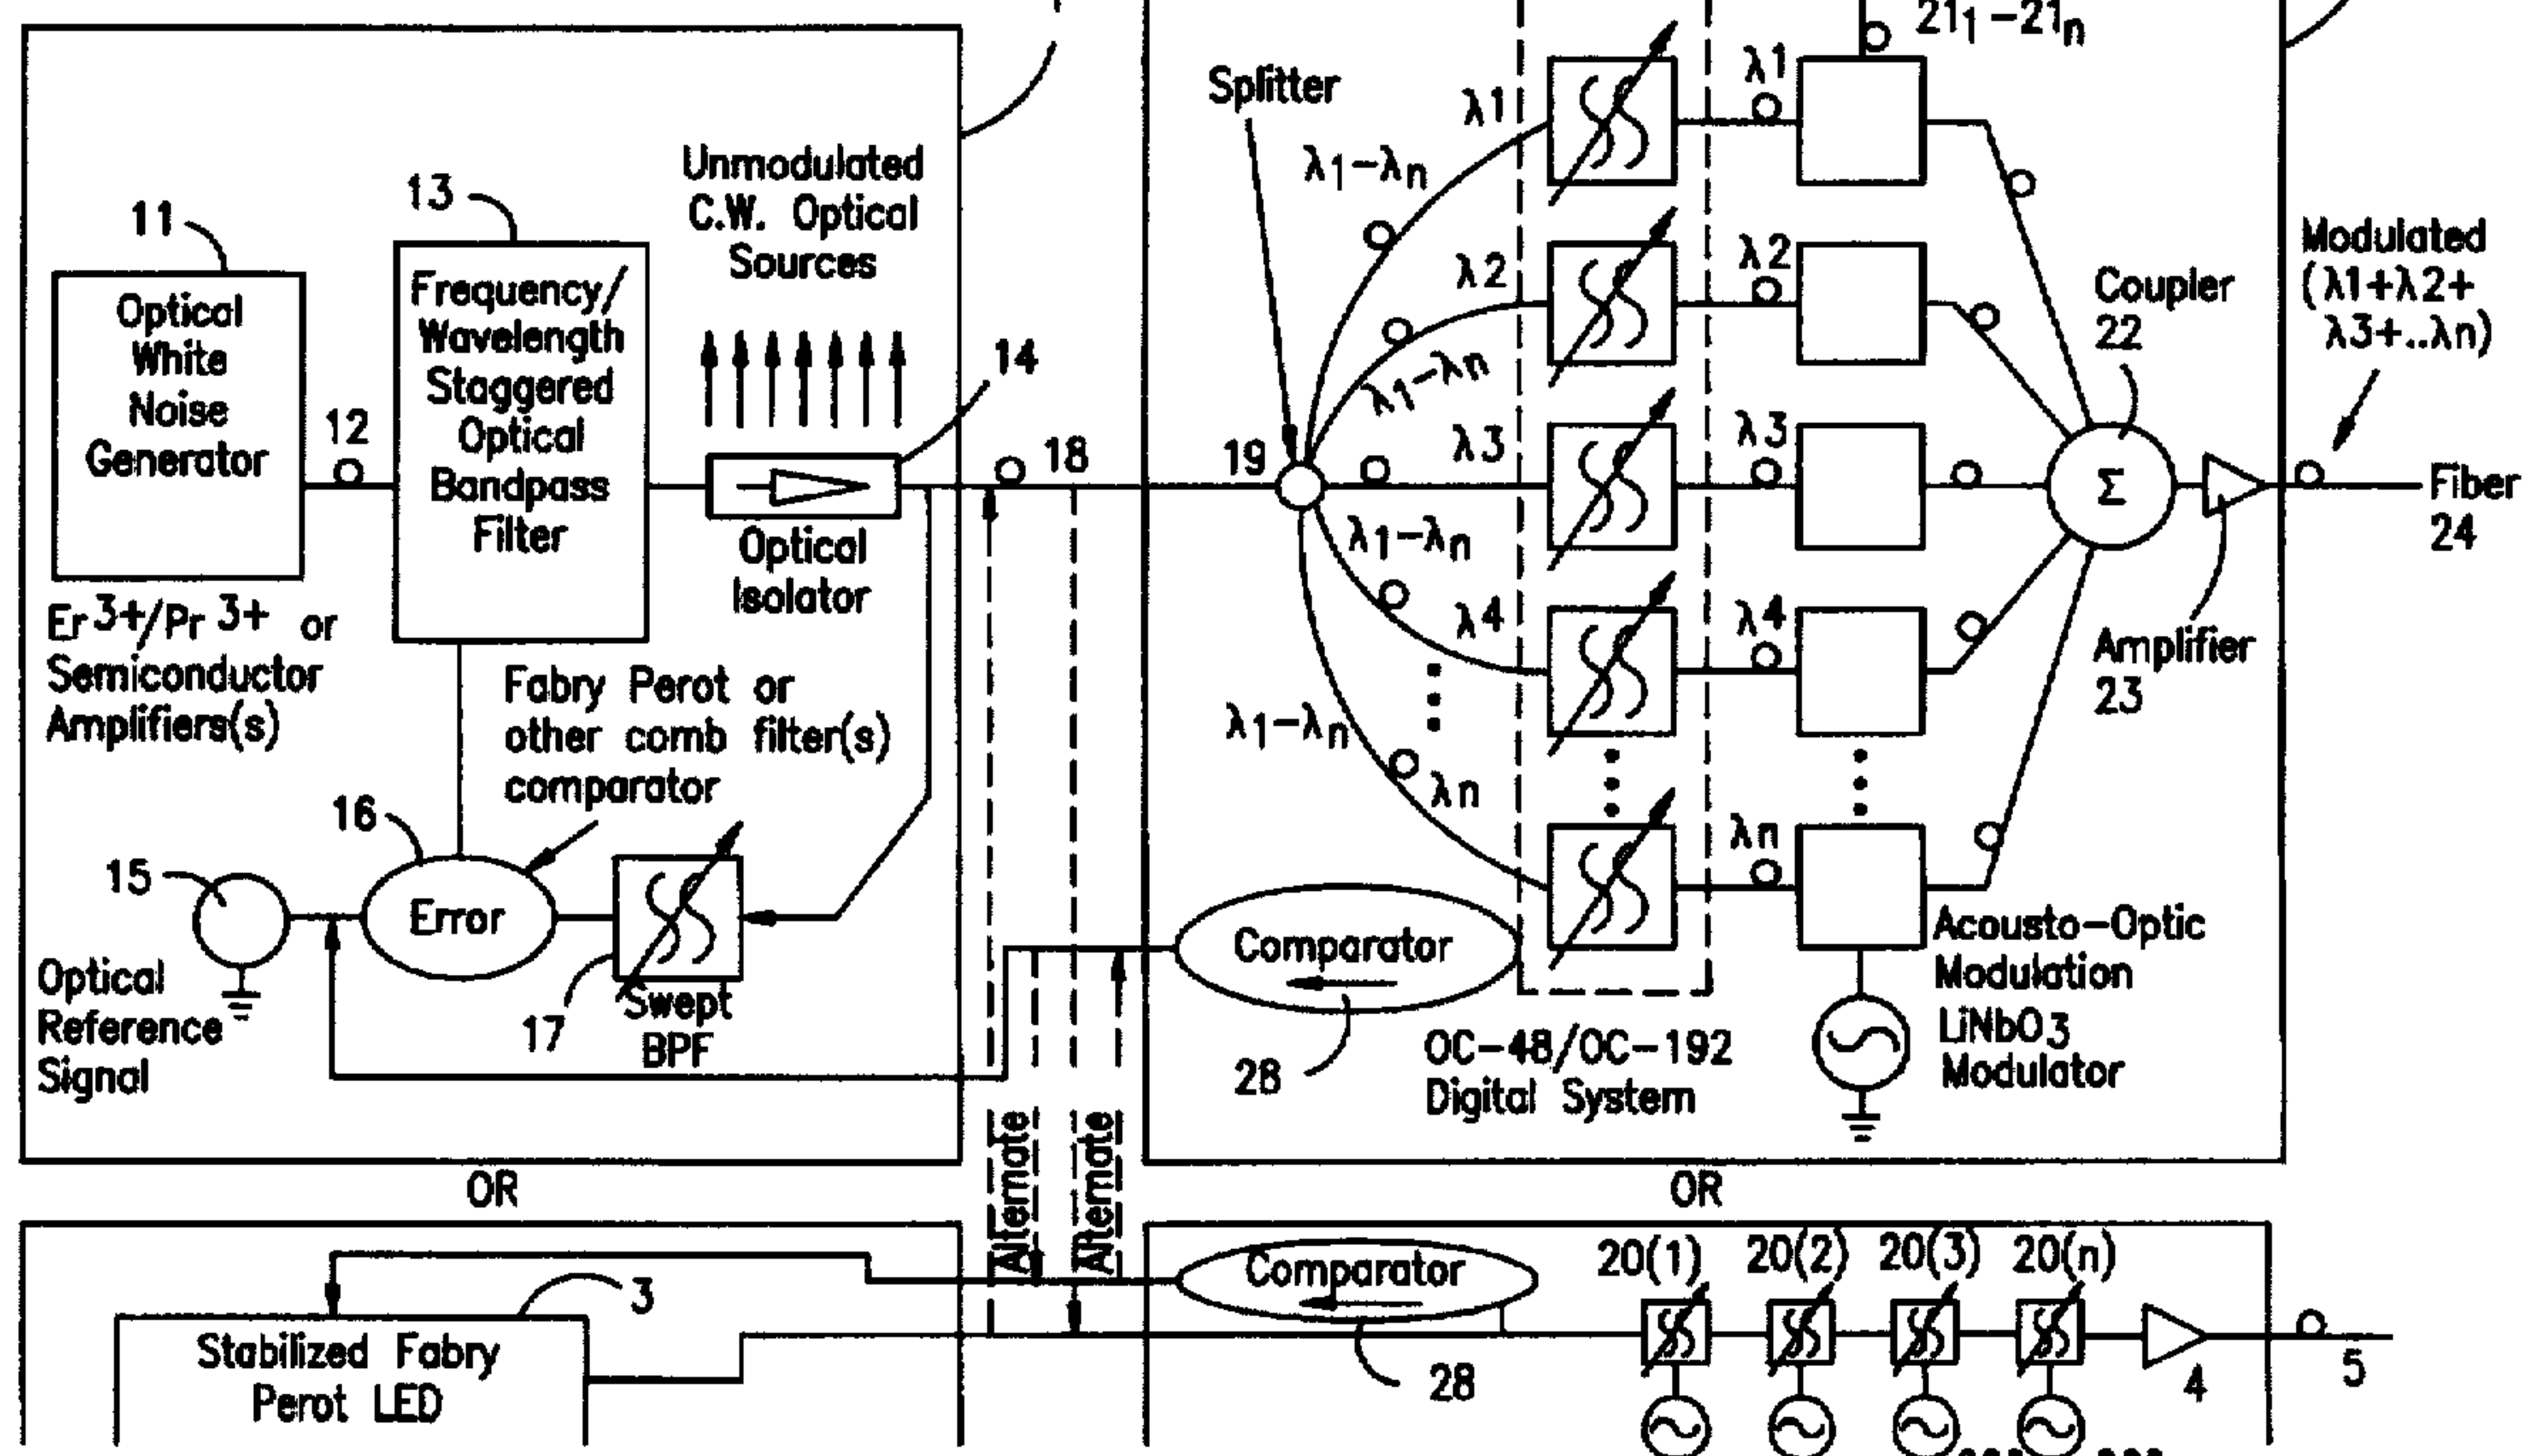 21₁-21n
Splitter
λ1
λ1
λ1-λn
Unmodulated
C.W. Optical
Sources
13
11
Optical
White
Noise
Generator
Frequency/
Wavelength
Staggered
Optical
Bandpass
Filter
12
14
18
Optical
Isolator
Er3+/Pr3+ or
Semiconductor
Amplifiers(s)
Fabry Perot or
other comb filter(s)
comparator
16
15
Error
17
Swept
BPF
Optical
Reference
Signal
19
λ2
λ2
λ1-λn
λ3
λ3
λ1-λn
λ4
λ4
λ1-λn
λn
λn
Coupler
22
Σ
Modulated
(λ1+λ2+
λ3+..λn)
Fiber
24
Amplifier
23
Comparator
28
OC-48/OC-192
Digital System
Acousto-Optic
Modulation
LiNbO3
Modulator
Alternate
Alternate
OR
OR
3
Stabilized Fabry
Perot LED
Comparator
28
20(1) 20(2) 20(3) 20(n)
4
5